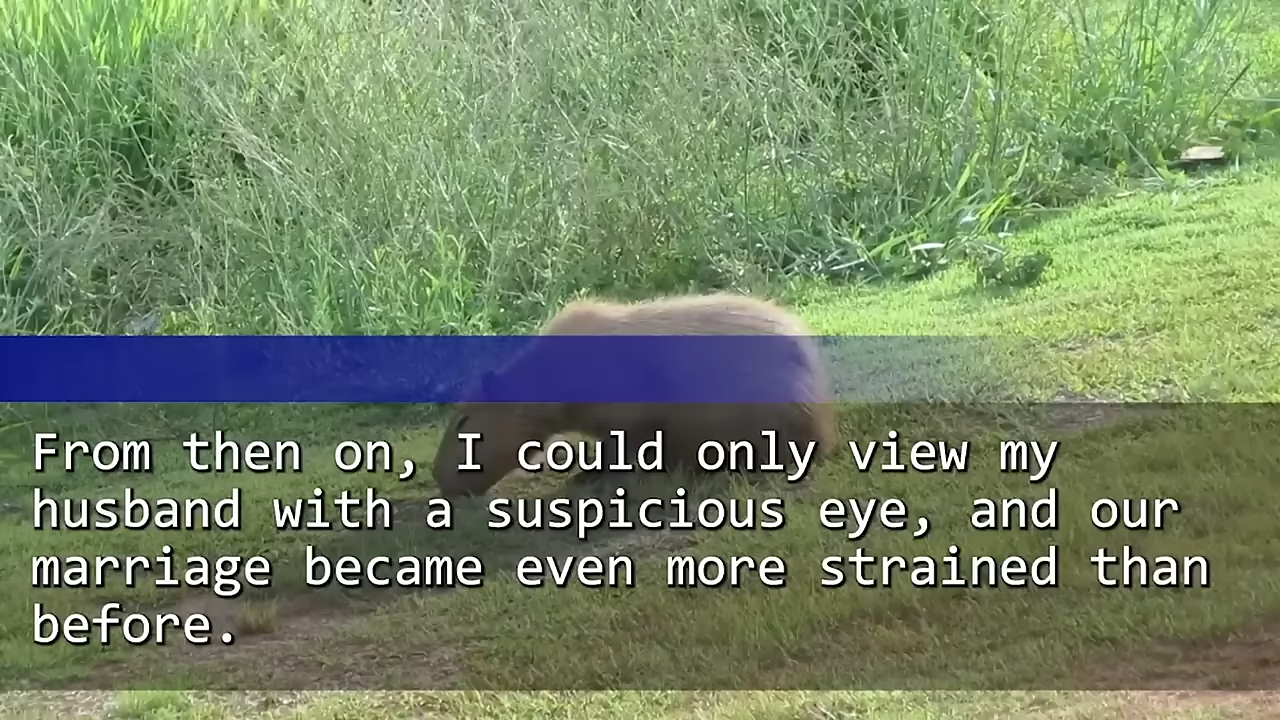 From then on, I could only view my
husband with a suspicious eye, and our
marriage became even more strained than
before.